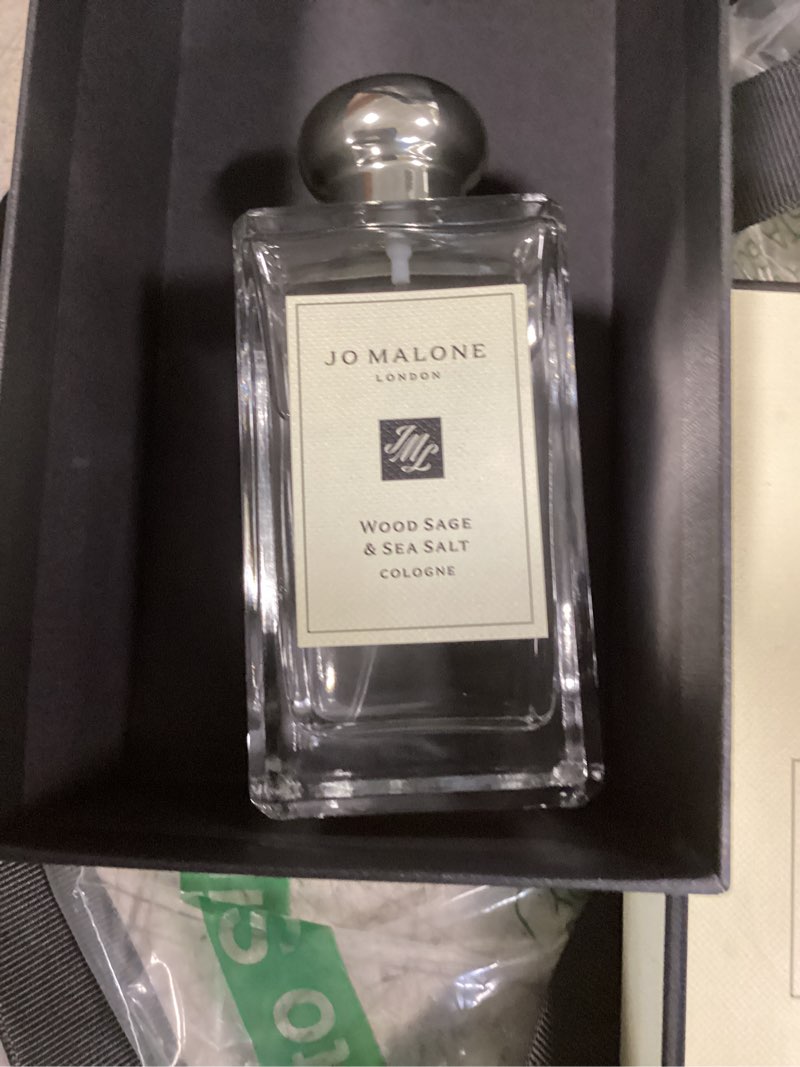 JO MALONE
LONDON
JML
WOOD SAGE
& SEA SALT
COLOGNE